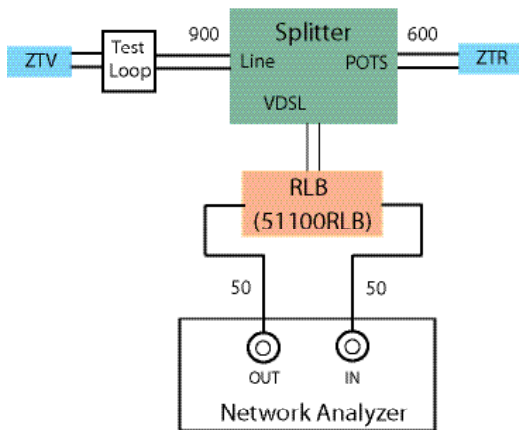 900
Splitter
600
ZTV
Test
Loop
Line
POTS
ZTR
VDSL
RLB
(51100RLB)
50
50
OUT
IN
Network Analyzer